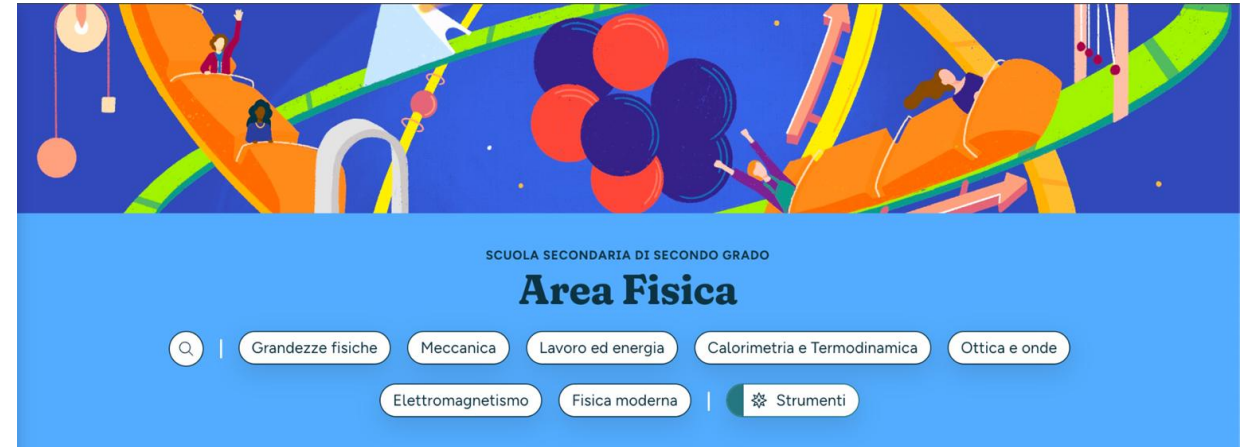 SCUOLA SECONDARIA DI SECONDO GRADO
Area Fisica
Grandezze fisiche Meccanica Lavoro ed energia Calorimetria e Termodinamica Ottica e onde
Elettromagnetismo Fisica moderna Strumenti